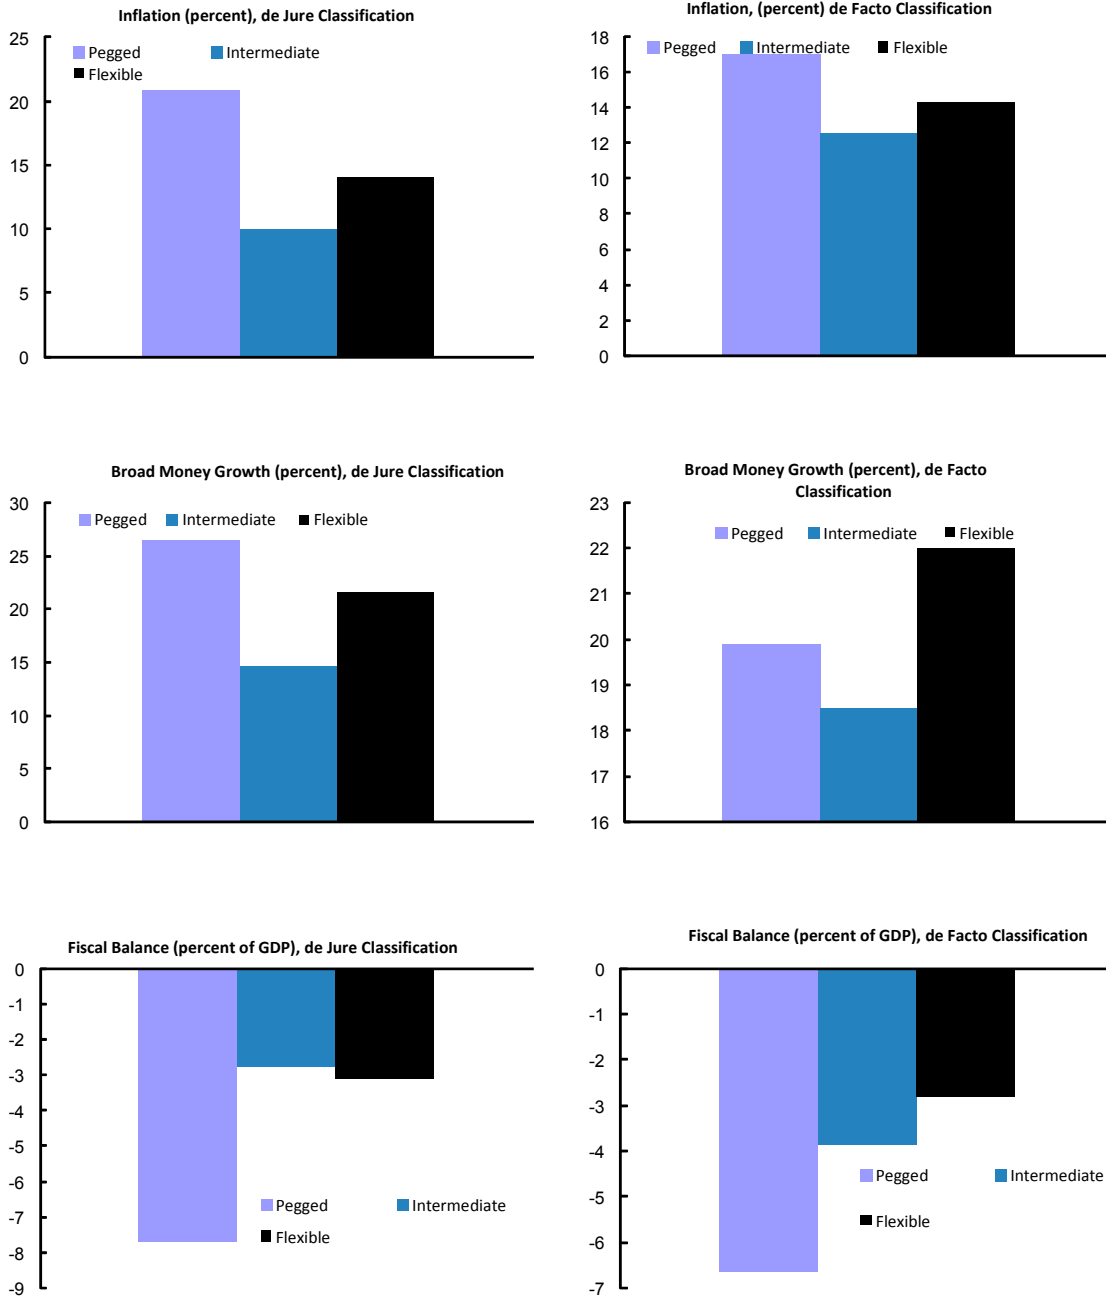 Inflation (percent), de Jure Classification
25
20
15
10
5
0
Pegged
Intermediate
Flexible
Inflation, (percent) de Facto Classification
18
16
14
12
10
8
6
4
2
0
Pegged
Intermediate
Flexible
Broad Money Growth (percent), de Jure Classification
30
25
20
15
10
5
0
Pegged
Intermediate
Flexible
Broad Money Growth (percent), de Facto
Classification
23
22
21
20
19
18
17
16
Pegged
Intermediate
Flexible
Fiscal Balance (percent of GDP), de Jure Classification
0
-1
-2
-3
-4
-5
-6
-7
-8
-9
Pegged
Intermediate
Flexible
Fiscal Balance (percent of GDP), de Facto Classification
0
-1
-2
-3
-4
-5
-6
-7
Pegged
Intermediate
Flexible